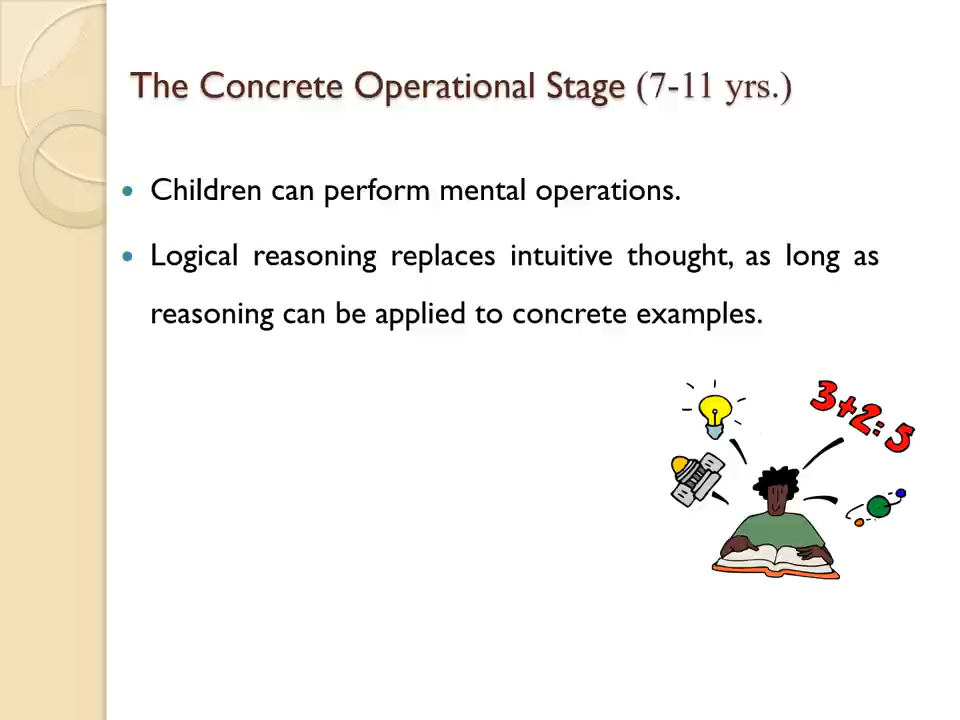 The Concrete Operational Stage (7-11 yrs.)
Children can perform mental operations.
Logical reasoning replaces intuitive thought, as long as
reasoning can be applied to concrete examples.
3+2: 5